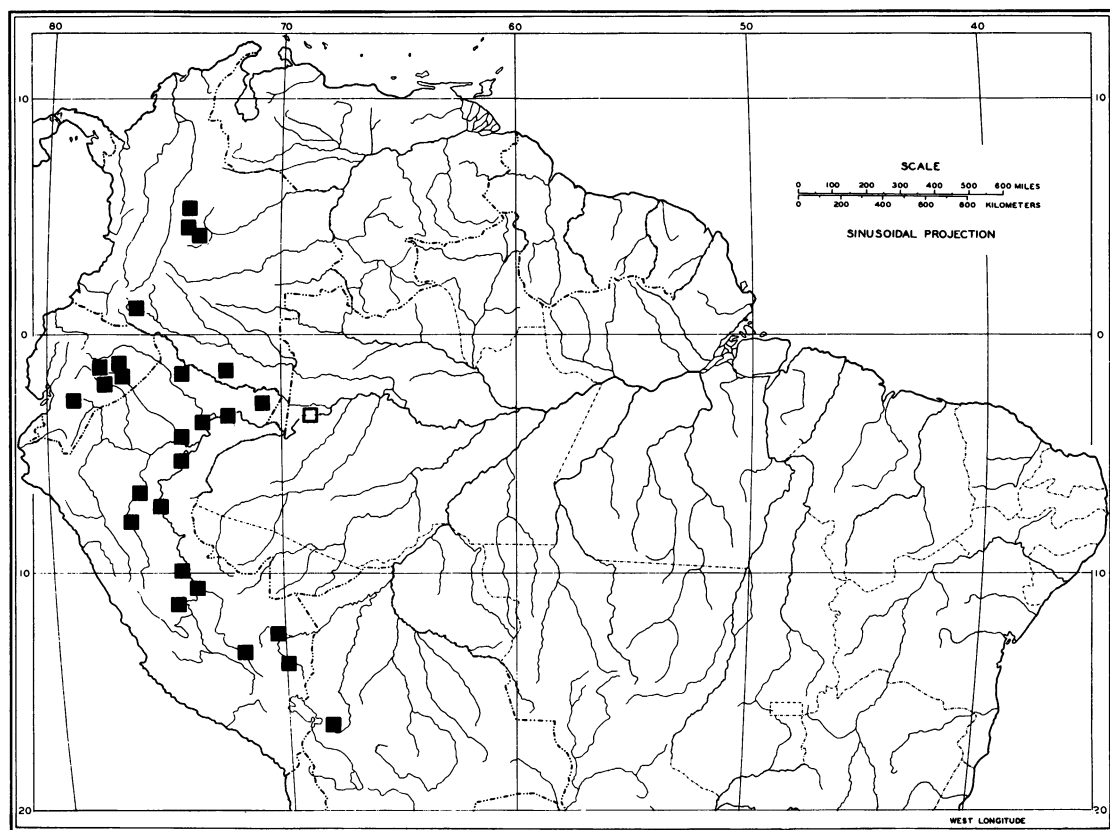 80 70 60 50 40
10 10
SCALE
0 100 200 300 400 500 600 MILES
0 200 400 600 800 KILOMETERS
SINUSOIDAL PROJECTION
0 0
10 10
20 20
WEST LONGITUDE